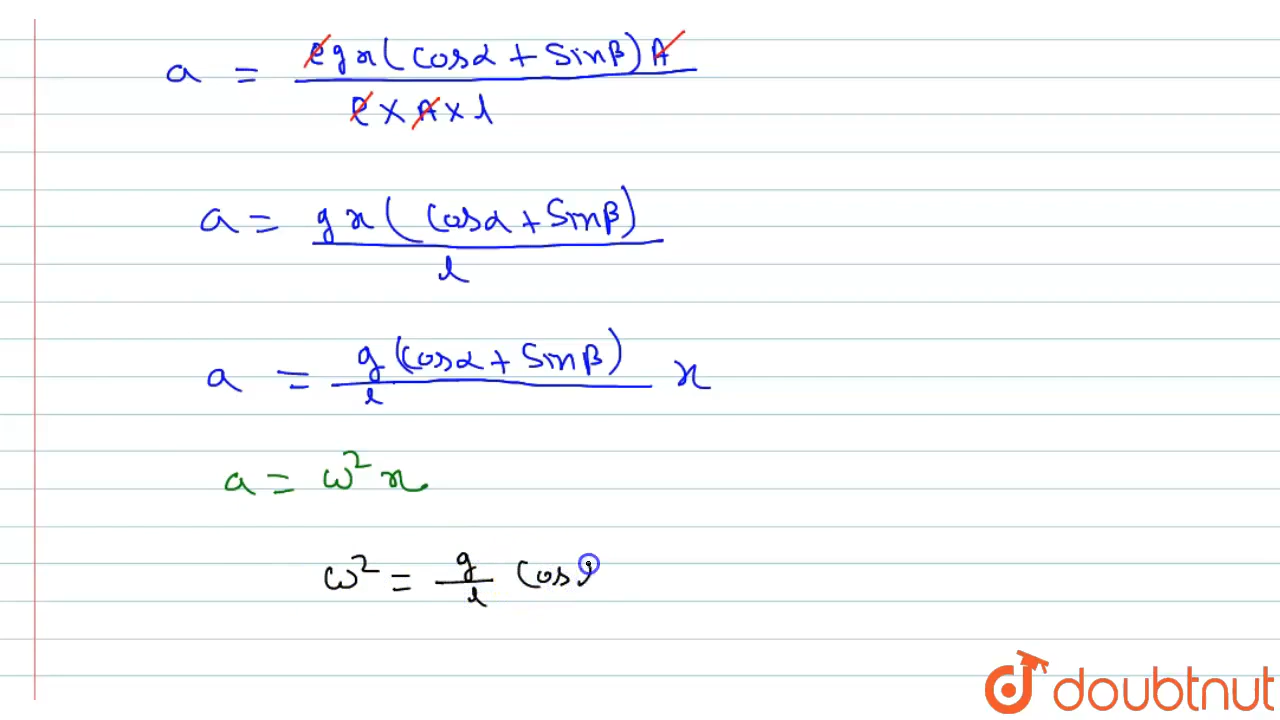 a = ρgx(cosα + Sinβ)A
ρ × A × l
a = gx(cosα + Sinβ)
l
a = g(cosα + Sinβ) x
l
a = ω²x
ω² = g cos
l
doubtnut